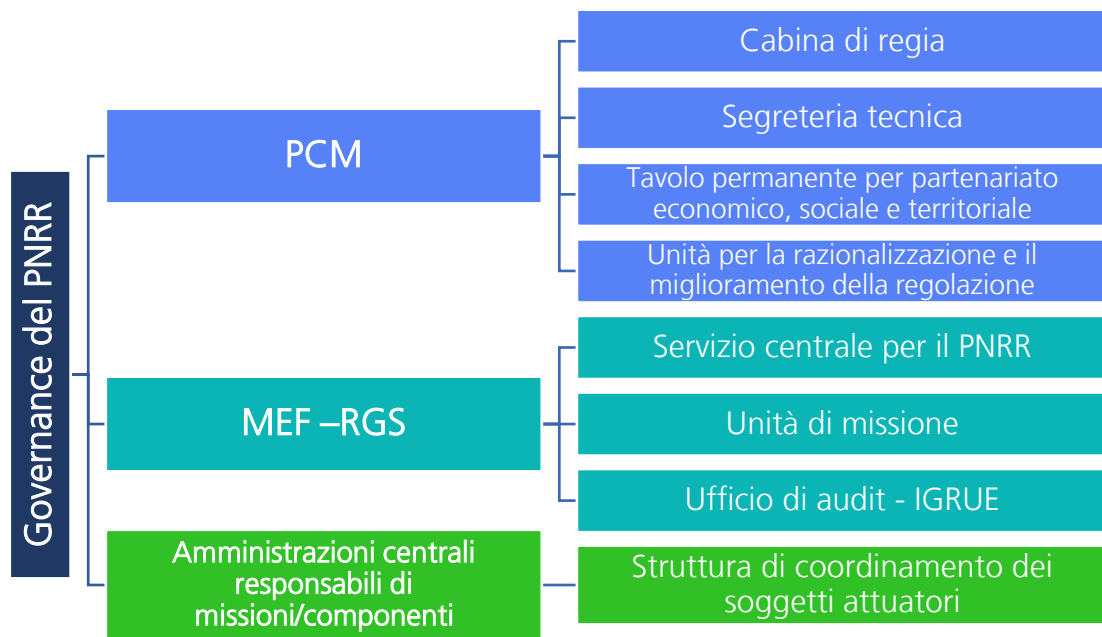 Governance del PNRR
PCM
Cabina di regia
Segreteria tecnica
Tavolo permanente per partenariato
economico, sociale e territoriale
Unità per la razionalizzazione e il
miglioramento della regolazione
MEF –RGS
Servizio centrale per il PNRR
Unità di missione
Ufficio di audit - IGRUE
Amministrazioni centrali
responsabili di
missioni/componenti
Struttura di coordinamento dei
soggetti attuatori